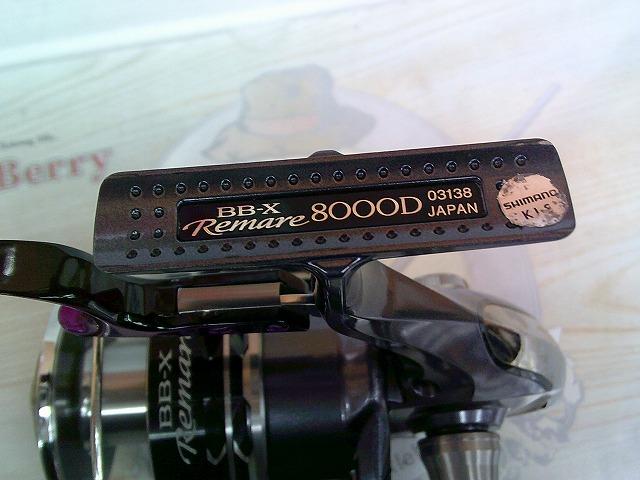 Berry
BB-X
Remare 8000D
03138
JAPAN
SHIMANO
BB-X
Remare